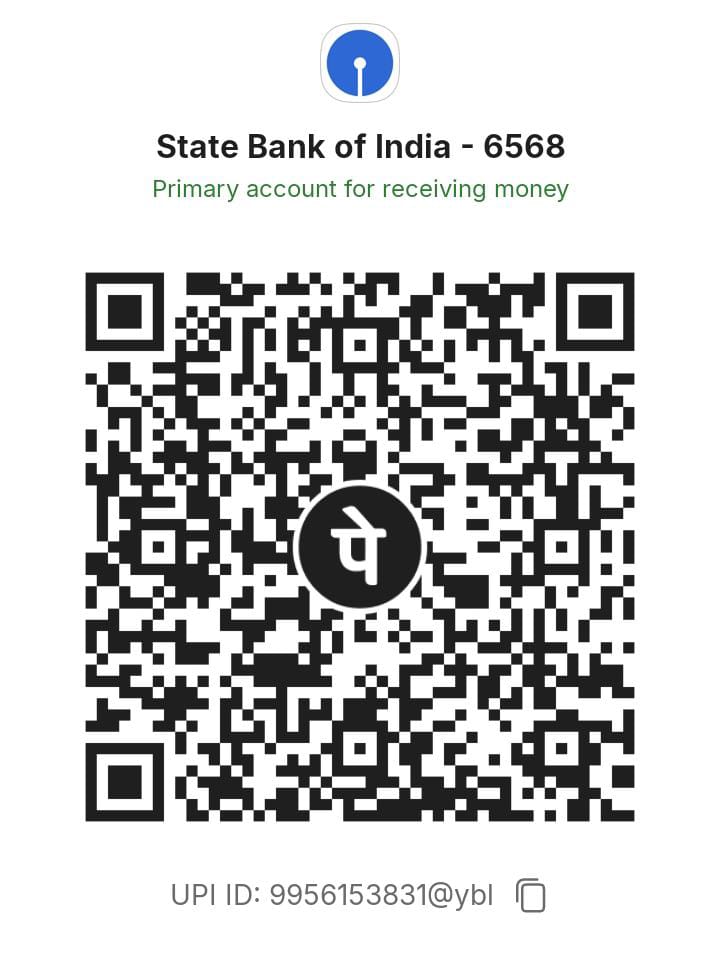 State Bank of India - 6568
Primary account for receiving money
पे
UPI ID: 9956153831@ybl